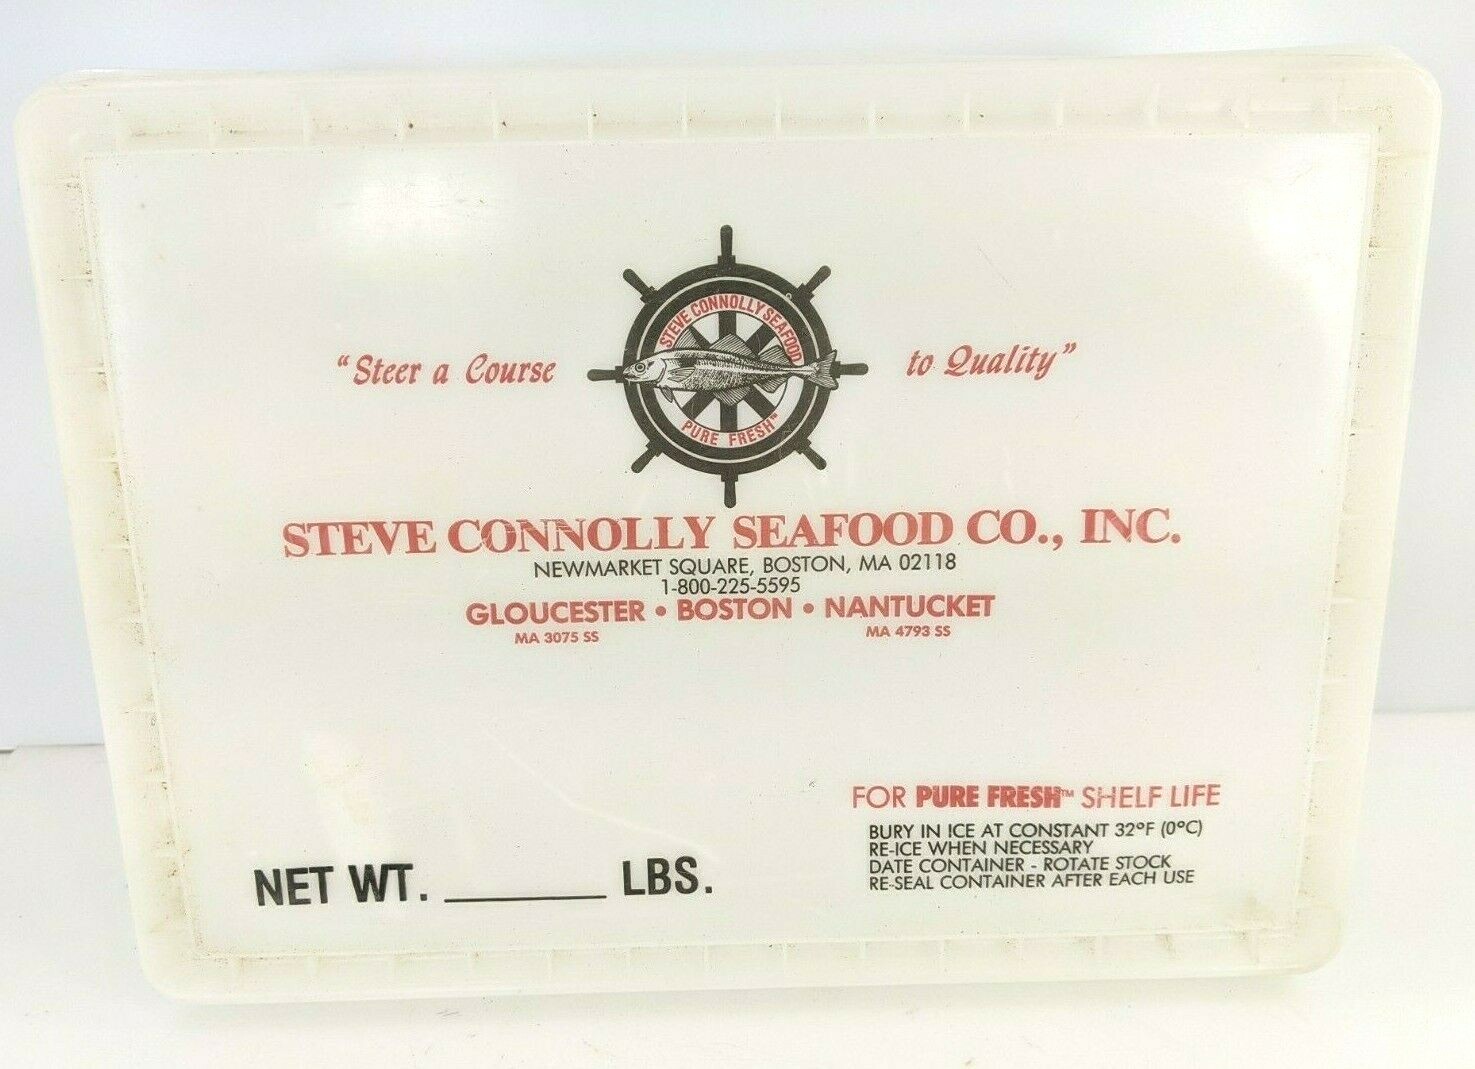 STEVE CONNOLLY SEAFOOD
"Steer a Course to Quality"
PURE FRESH™
STEVE CONNOLLY SEAFOOD CO., INC.
NEWMARKET SQUARE, BOSTON, MA 02118
1-800-225-5595
GLOUCESTER • BOSTON • NANTUCKET
MA 3075 SS MA 4793 SS
FOR PURE FRESH™ SHELF LIFE
BURY IN ICE AT CONSTANT 32°F (0°C)
RE-ICE WHEN NECESSARY
DATE CONTAINER - ROTATE STOCK
RE-SEAL CONTAINER AFTER EACH USE
NET WT. ______ LBS.